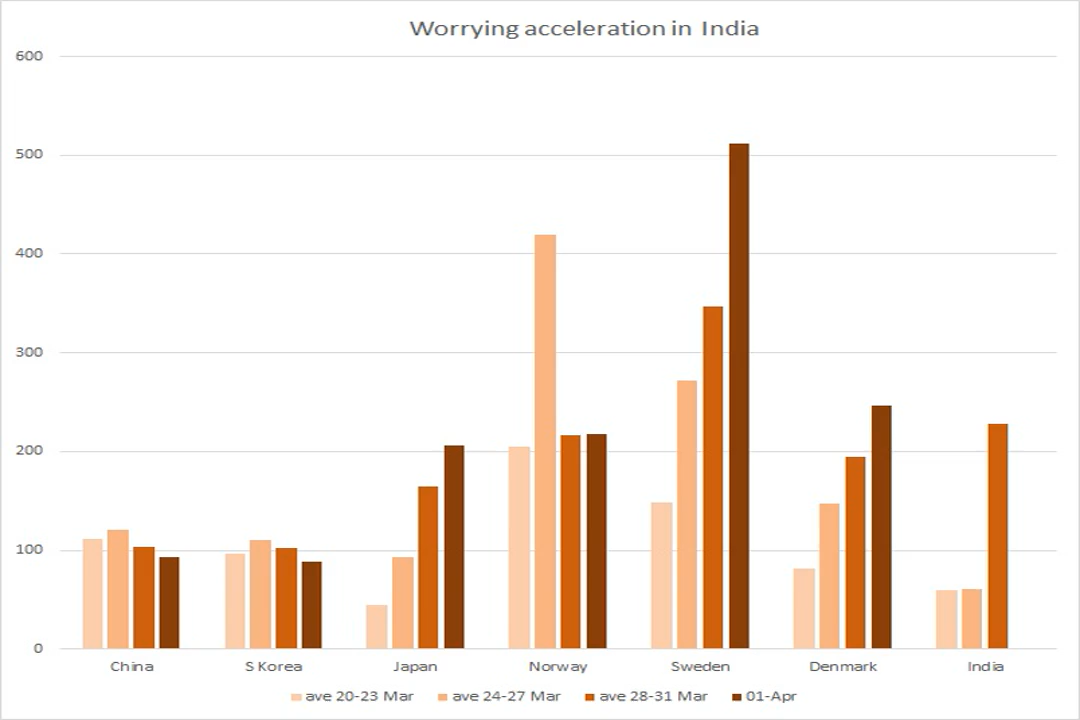 Worrying acceleration in India
600
500
400
300
200
100
0
China S Korea Japan Norway Sweden Denmark India
ave 20-23 Mar ave 24-27 Mar ave 28-31 Mar 01-Apr